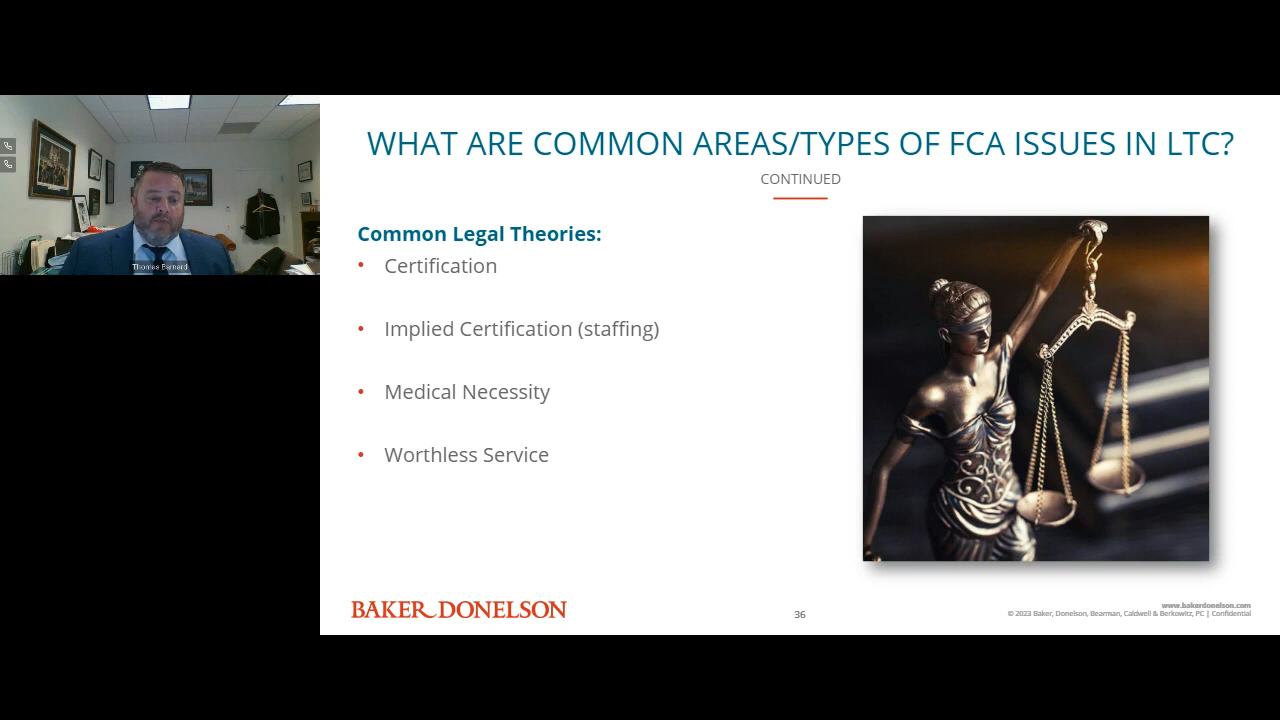 Thomas Barnard
WHAT ARE COMMON AREAS/TYPES OF FCA ISSUES IN LTC?
CONTINUED
Common Legal Theories:
• Certification
• Implied Certification (staffing)
• Medical Necessity
• Worthless Service
BAKER DONELSON
36
www.bakerdonelson.com
© 2023 Baker, Donelson, Bearman, Caldwell & Berkowitz, PC | Confidential